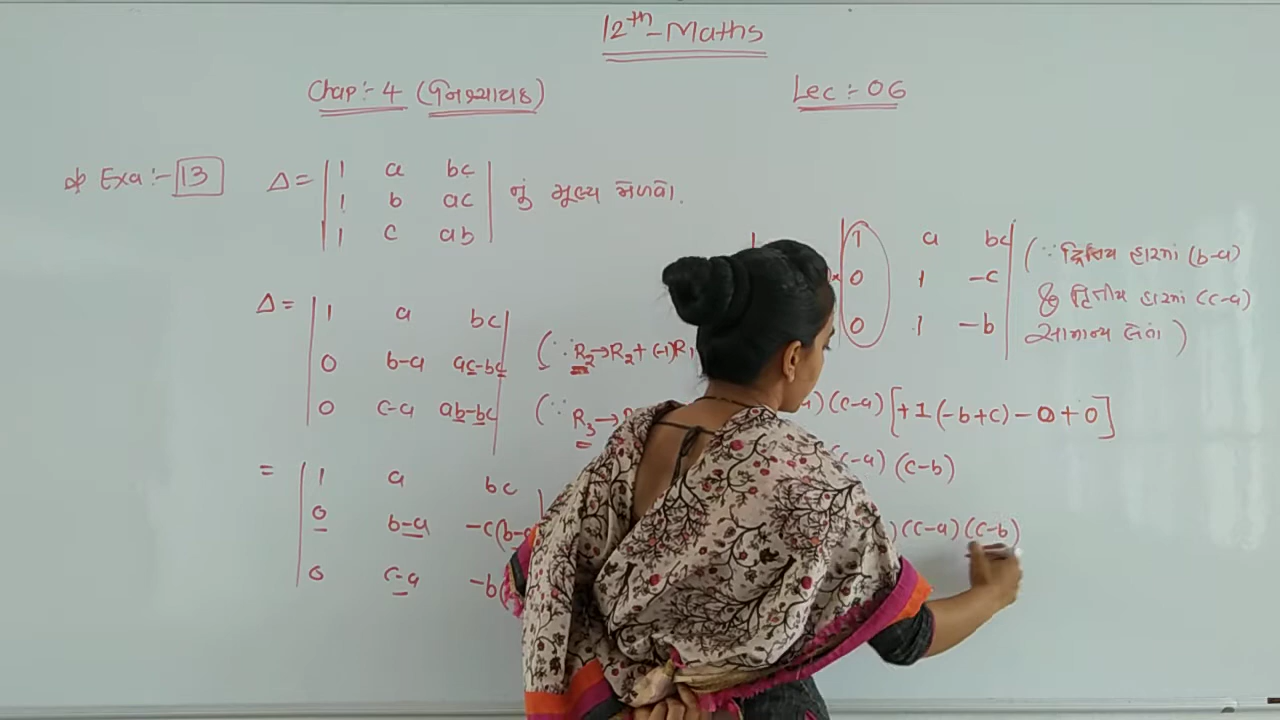 12th-Maths
Chap:- 4 (નિશ્ચાયક)
Lec :- 06
Exa :- 13
Δ = | 1 a bc | નું મૂલ્ય મેળવો.
| 1 b ac |
| 1 c ab |
Δ = | 1 a bc |
| 0 b-a ac-bc | (∵ R2→R2+(-1)R1
| 0 c-a ab-bc | (∵ R3→
= | 1 a bc
0 b-a -c(b-a
0 c-a -b(
| 1 a bc | (∵ દ્વિતિય હારમાં (b-a)
0 1 -c | & તૃતીય હારમાં (c-a)
0 1 -b | સામાન્ય લેતાં)
)(c-a) [+1(-b+c) - 0 + 0]
(c-a) (c-b)
)(c-a)(c-b)